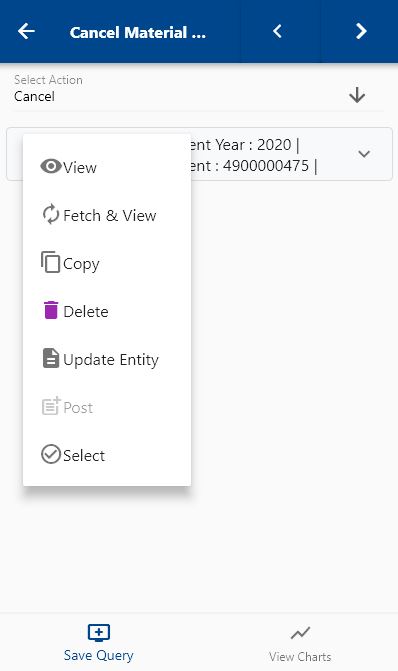 Cancel Material ...
Select Action
Cancel
ent Year : 2020 |
ent : 4900000475 |
View
Fetch & View
Copy
Delete
Update Entity
Post
Select
Save Query
View Charts